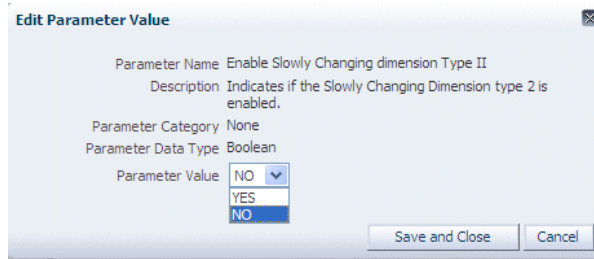 Edit Parameter Value
Parameter Name Enable Slowly Changing dimension Type II
Description Indicates if the Slowly Changing Dimension type 2 is
enabled.
Parameter Category None
Parameter Data Type Boolean
Parameter Value NO
YES
NO
Save and Close Cancel